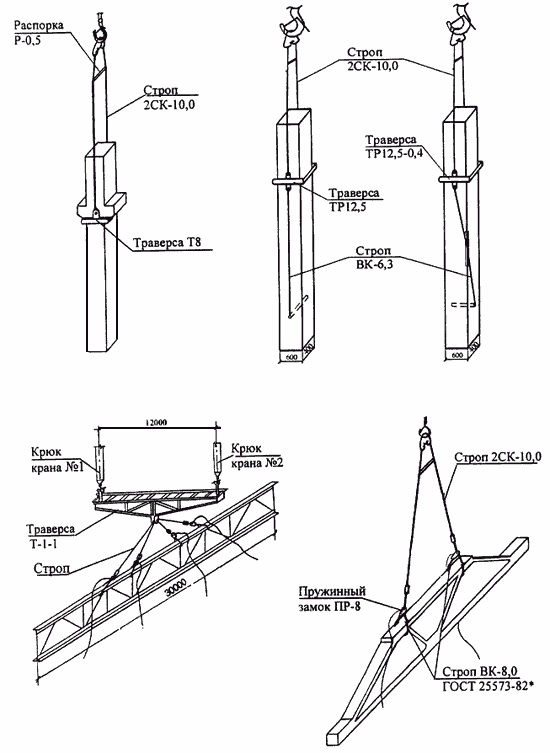 Распорка
Р-0,5
Строп
2СК-10,0
Траверса Т8
Строп
2СК-10,0
Траверса
ТР12,5-0,4
Траверса
ТР12,5
Строп
ВК-6,3
600
600
12000
Крюк
крана №1
Крюк
крана №2
Траверса
Т-1-1
Строп
30000
Строп 2СК-10,0
Пружинный
замок ПР-8
Строп ВК-8,0
ГОСТ 25573-82*